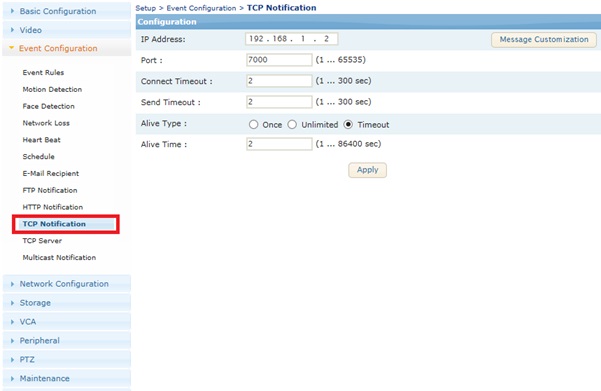 Basic Configuration
Video
Event Configuration
Event Rules
Motion Detection
Face Detection
Network Loss
Heart Beat
Schedule
E-Mail Recipient
FTP Notification
HTTP Notification
TCP Notification
TCP Server
Multicast Notification
Network Configuration
Storage
VCA
Peripheral
PTZ
Maintenance
Setup > Event Configuration > TCP Notification
Configuration
IP Address: 192 . 168 . 1 . 2 Message Customization
Port : 7000 (1 ... 65535)
Connect Timeout : 2 (1 ... 300 sec)
Send Timeout : 2 (1 ... 300 sec)
Alive Type : Once Unlimited Timeout
Alive Time : 2 (1 ... 86400 sec)
Apply